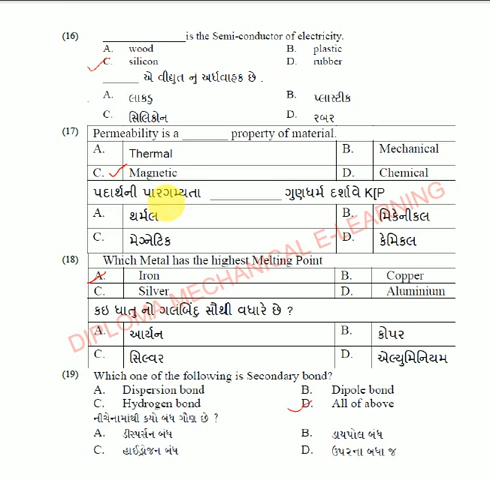 (16) ______________ is the Semi-conductor of electricity.
A. wood B. plastic
C. silicon D. rubber
______ એ વીદ્યુત નુ અર્ધવાહક છે .
A. લાકડુ B. પ્લાસ્ટીક
C. સિલિકોન D. રબર
(17) Permeability is a ________ property of material.
A. Thermal B. Mechanical
C. Magnetic D. Chemical
પદાર્થની પારગમ્યતા __________ ગુણધર્મ દર્શાવે K[P
A. થર્મલ B. મિકેનીકલ
C. મેગ્નેટિક D. કેમિકલ
(18) Which Metal has the highest Melting Point
A. Iron B. Copper
C. Silver D. Aluminium
કઇ ધાતુ નો ગલબિંદુ સૌથી વધારે છે ?
A. આર્યન B. કોપર
C. સિલ્વર D. એલ્યુમિનિયમ
(19) Which one of the following is Secondary bond?
A. Dispersion bond B. Dipole bond
C. Hydrogen bond D. All of above
નીચેનામાંથી કયો બંધ ગૌણ છે ?
A. ડીસ્પર્સન બંધ B. ડાયપોલ બંધ
C. હાઈડ્રોજન બંધ D. ઉપરના બધા જ
DIPLOMA MECHANICAL E-LEARNING